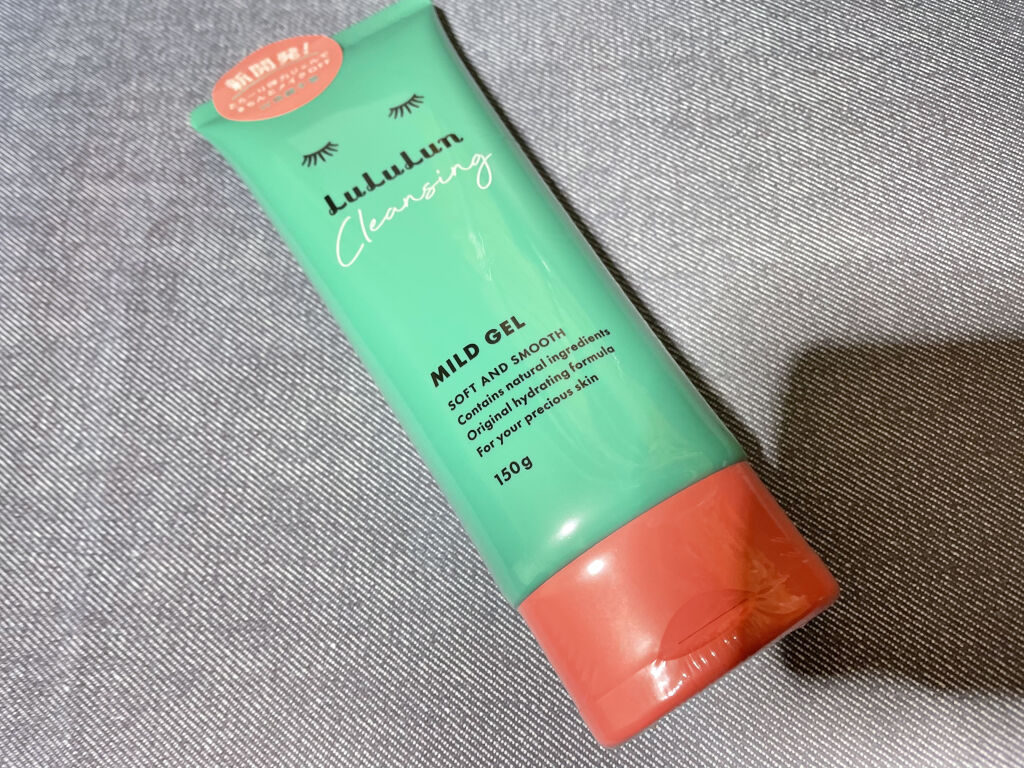 新開発!
LuLuLun
Cleansing
MILD GEL
SOFT AND SMOOTH
Contains natural ingredients
Original hydrating formula
For your precious skin
150g